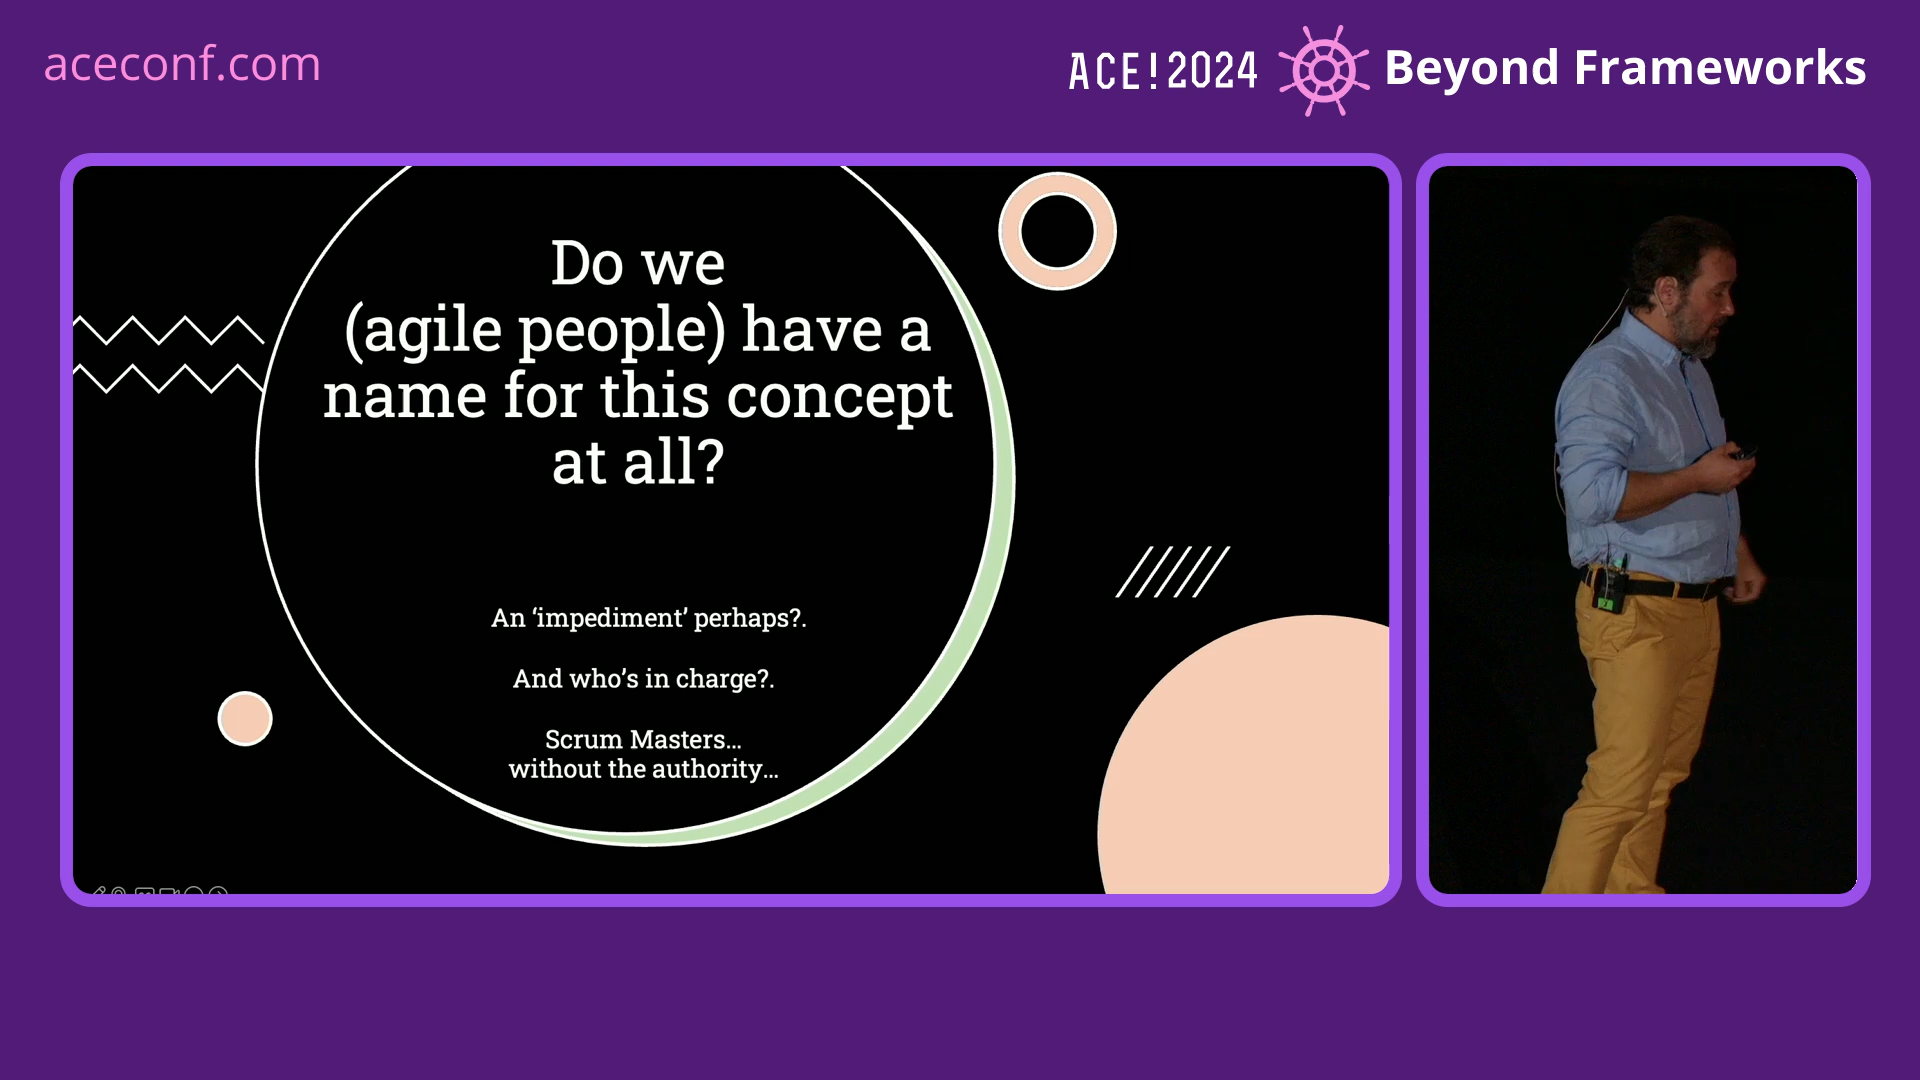 aceconf.com
ACE!2024 Beyond Frameworks
Do we
(agile people) have a
name for this concept
at all?
An ‘impediment’ perhaps?.
And who’s in charge?.
Scrum Masters...
without the authority...